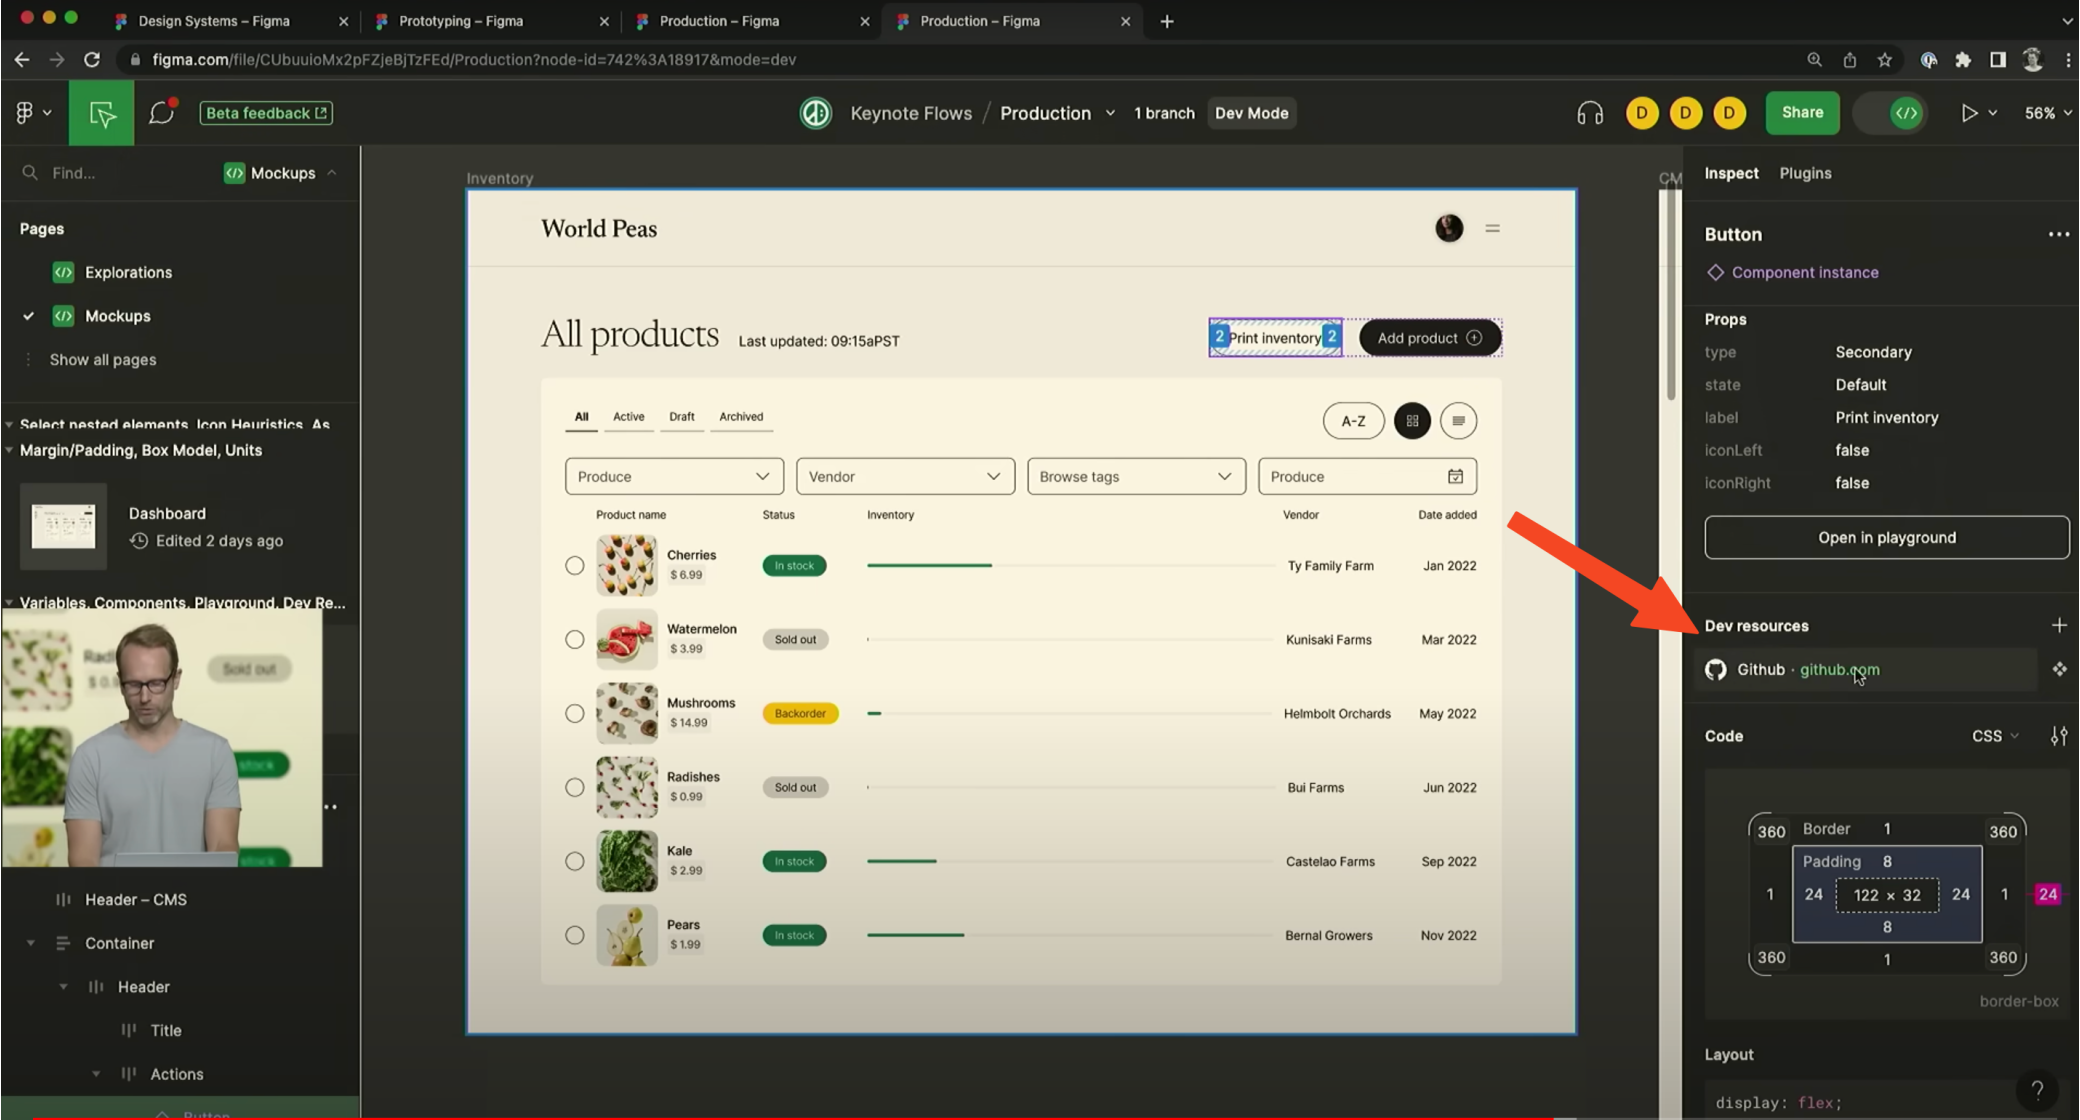 Design Systems – Figma
Prototyping – Figma
Production – Figma
Production – Figma
figma.com/file/CUbuuioMx2pFZjeBjTzFEd/Production?node-id=742%3A18917&mode=dev
Beta feedback
Keynote Flows / Production
1 branch
Dev Mode
D
D
D
Share
</>
56%
Find...
</> Mockups
Pages
</> Explorations
</> Mockups
Show all pages
Select nested elements, Icon Heuristics, As
Margin/Padding, Box Model, Units
Dashboard
Edited 2 days ago
Variables, Components, Playground, Dev Re...
Sold out
Header – CMS
Container
Header
Title
Actions
Button
Inventory
CM
World Peas
All products
Last updated: 09:15aPST
2 Print inventory 2
Add product
All
Active
Draft
Archived
A-Z
Produce
Vendor
Browse tags
Produce
Product name
Status
Inventory
Vendor
Date added
Cherries
$ 6.99
In stock
Ty Family Farm
Jan 2022
Watermelon
$ 3.99
Sold out
Kunisaki Farms
Mar 2022
Mushrooms
$ 14.99
Backorder
Helmbolt Orchards
May 2022
Radishes
$ 0.99
Sold out
Bui Farms
Jun 2022
Kale
$ 2.99
In stock
Castelao Farms
Sep 2022
Pears
$ 1.99
In stock
Bernal Growers
Nov 2022
Inspect
Plugins
Button
Component instance
Props
type Secondary
state Default
label Print inventory
iconLeft false
iconRight false
Open in playground
Dev resources
Github · github.com
Code
CSS
360 Border 1 360
Padding 8
1 24 122 × 32 24 1 24
8
360 1 360
border-box
Layout
display: flex;
?